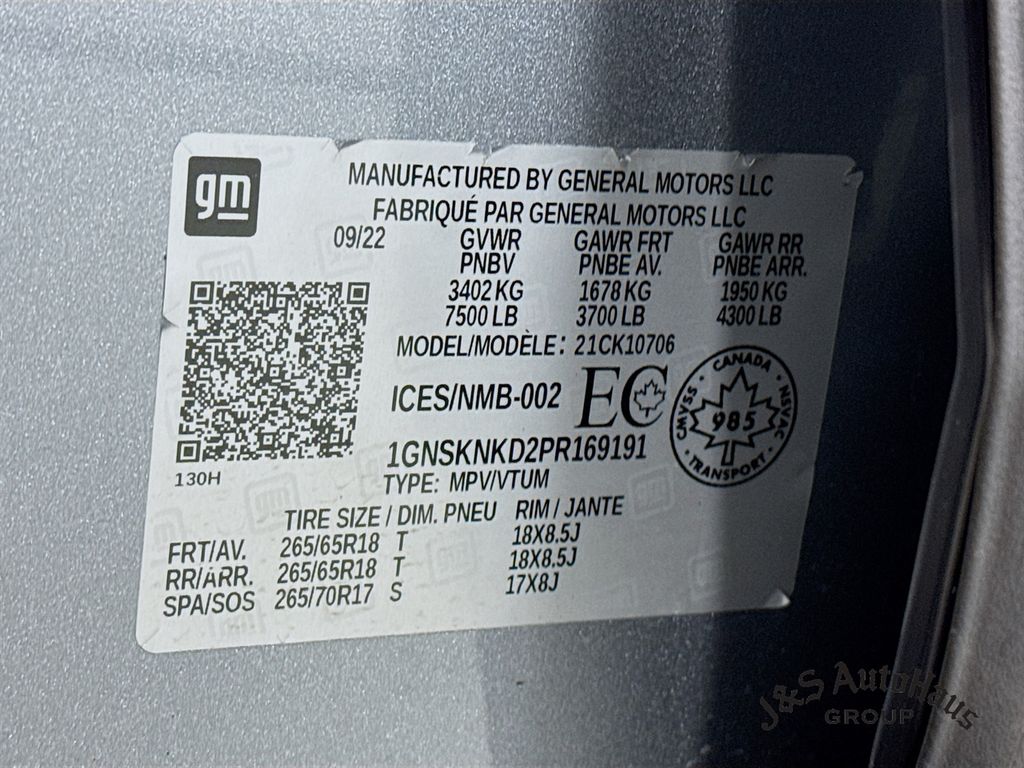 gm
MANUFACTURED BY GENERAL MOTORS LLC
FABRIQUÉ PAR GENERAL MOTORS LLC
09/22 GVWR GAWR FRT GAWR RR
PNBV PNBE AV. PNBE ARR.
3402 KG 1678 KG 1950 KG
7500 LB 3700 LB 4300 LB
MODEL/MODÈLE: 21CK10706
ICES/NMB-002 EC
CANADA
CMVSS 985 NSVAC
TRANSPORT
1GNSKNKD2PR169191
130H
TYPE: MPV/VTUM
TIRE SIZE / DIM. PNEU RIM / JANTE
FRT/AV. 265/65R18 T 18X8.5J
RR/ARR. 265/65R18 T 18X8.5J
SPA/SOS 265/70R17 S 17X8J
J&S AutoHaus
GROUP